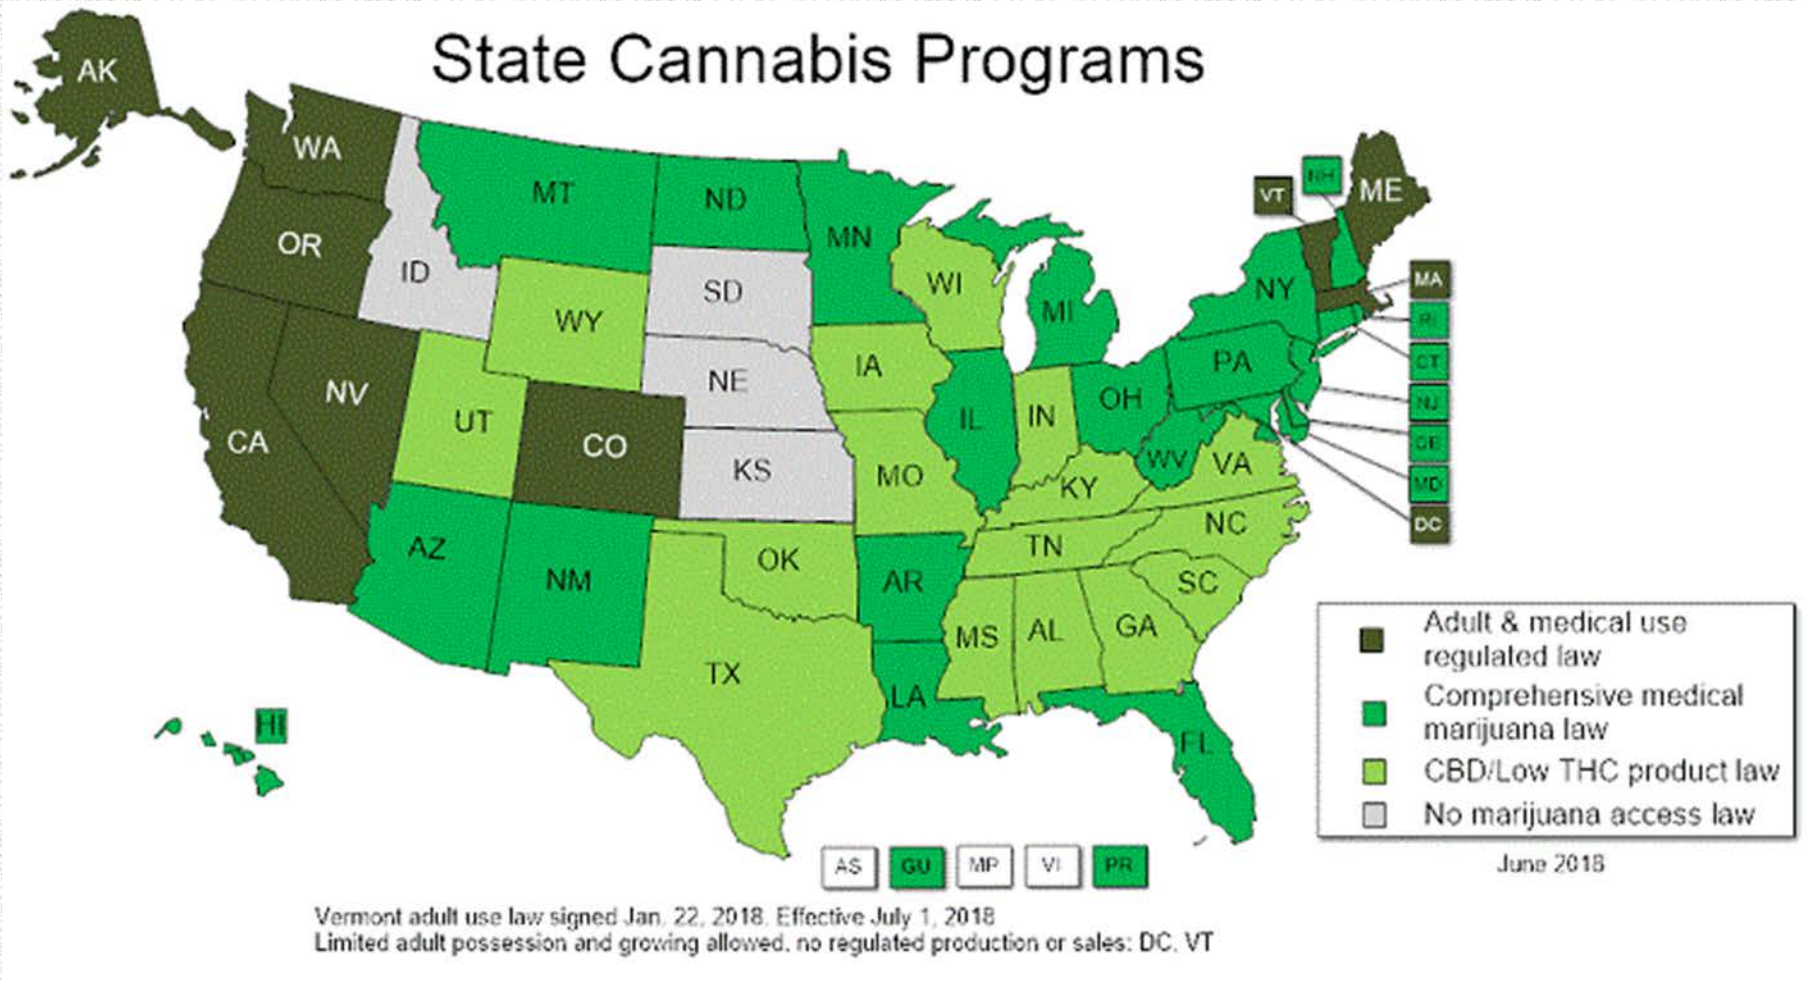 State Cannabis Programs
AK
WA
MT
ND
MN
VT
NH
ME
OR
ID
SD
WI
MI
NY
MA
RI
WY
IA
PA
CT
NV
UT
NE
IL
IN
OH
NJ
CA
CO
KS
MO
WV
VA
DE
KY
MD
AZ
NM
OK
AR
TN
NC
DC
SC
MS
AL
GA
TX
LA
FL
HI
Adult & medical use
regulated law
Comprehensive medical
marijuana law
CBD/Low THC product law
No marijuana access law
June 2018
AS
GU
MP
VI
PR
Vermont adult use law signed Jan. 22, 2018. Effective July 1, 2018
Limited adult possession and growing allowed, no regulated production or sales: DC, VT